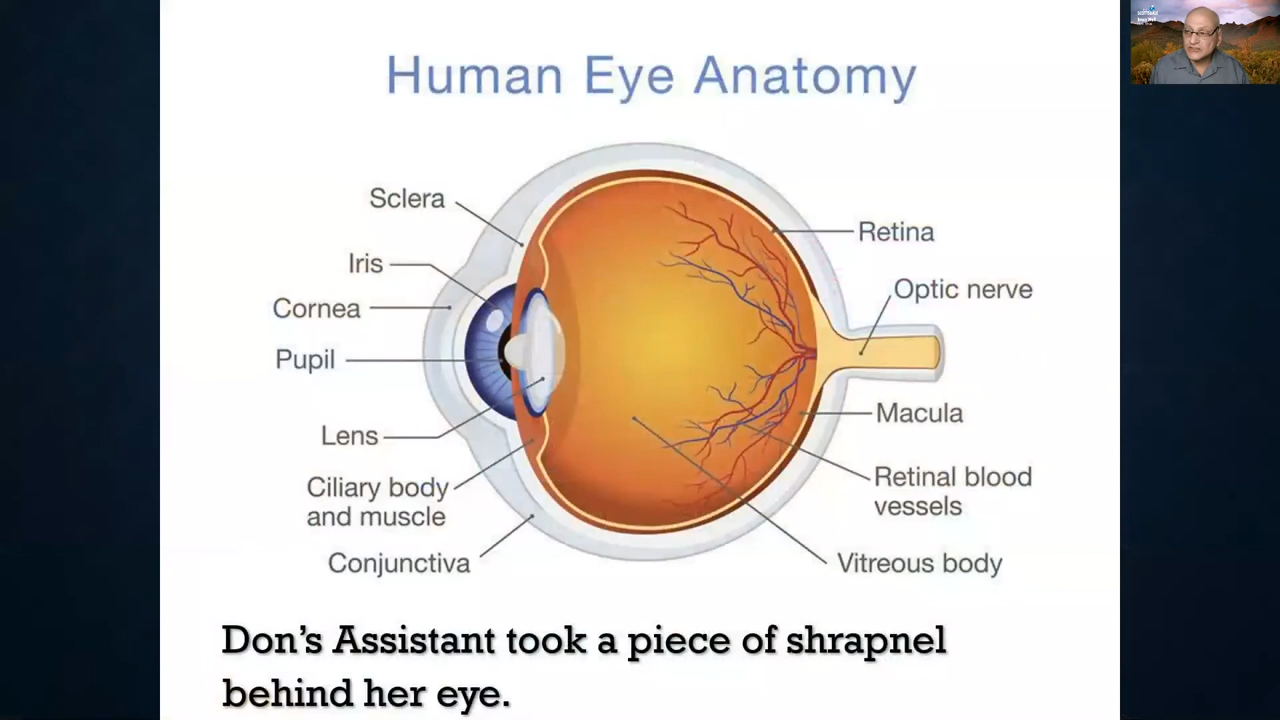 Human Eye Anatomy
Sclera
Iris
Cornea
Pupil
Lens
Ciliary body
and muscle
Conjunctiva
Retina
Optic nerve
Macula
Retinal blood
vessels
Vitreous body
Don's Assistant took a piece of shrapnel
behind her eye.